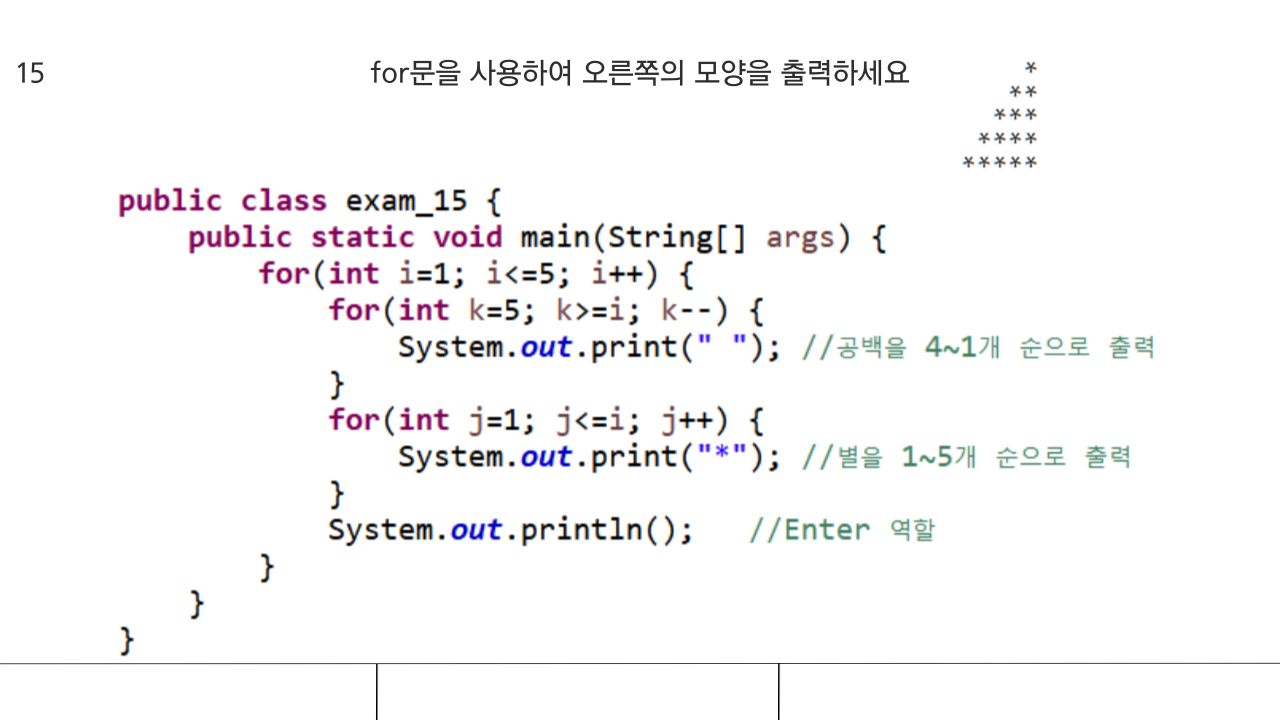 15
for문을 사용하여 오른쪽의 모양을 출력하세요
*
**
***
****
*****
public class exam_15 {
    public static void main(String[] args) {
        for(int i=1; i<=5; i++) {
            for(int k=5; k>=i; k--) {
                System.out.print(" "); //공백을 4~1개 순으로 출력
            }
            for(int j=1; j<=i; j++) {
                System.out.print("*"); //별을 1~5개 순으로 출력
            }
            System.out.println();   //Enter 역할
        }
    }
}